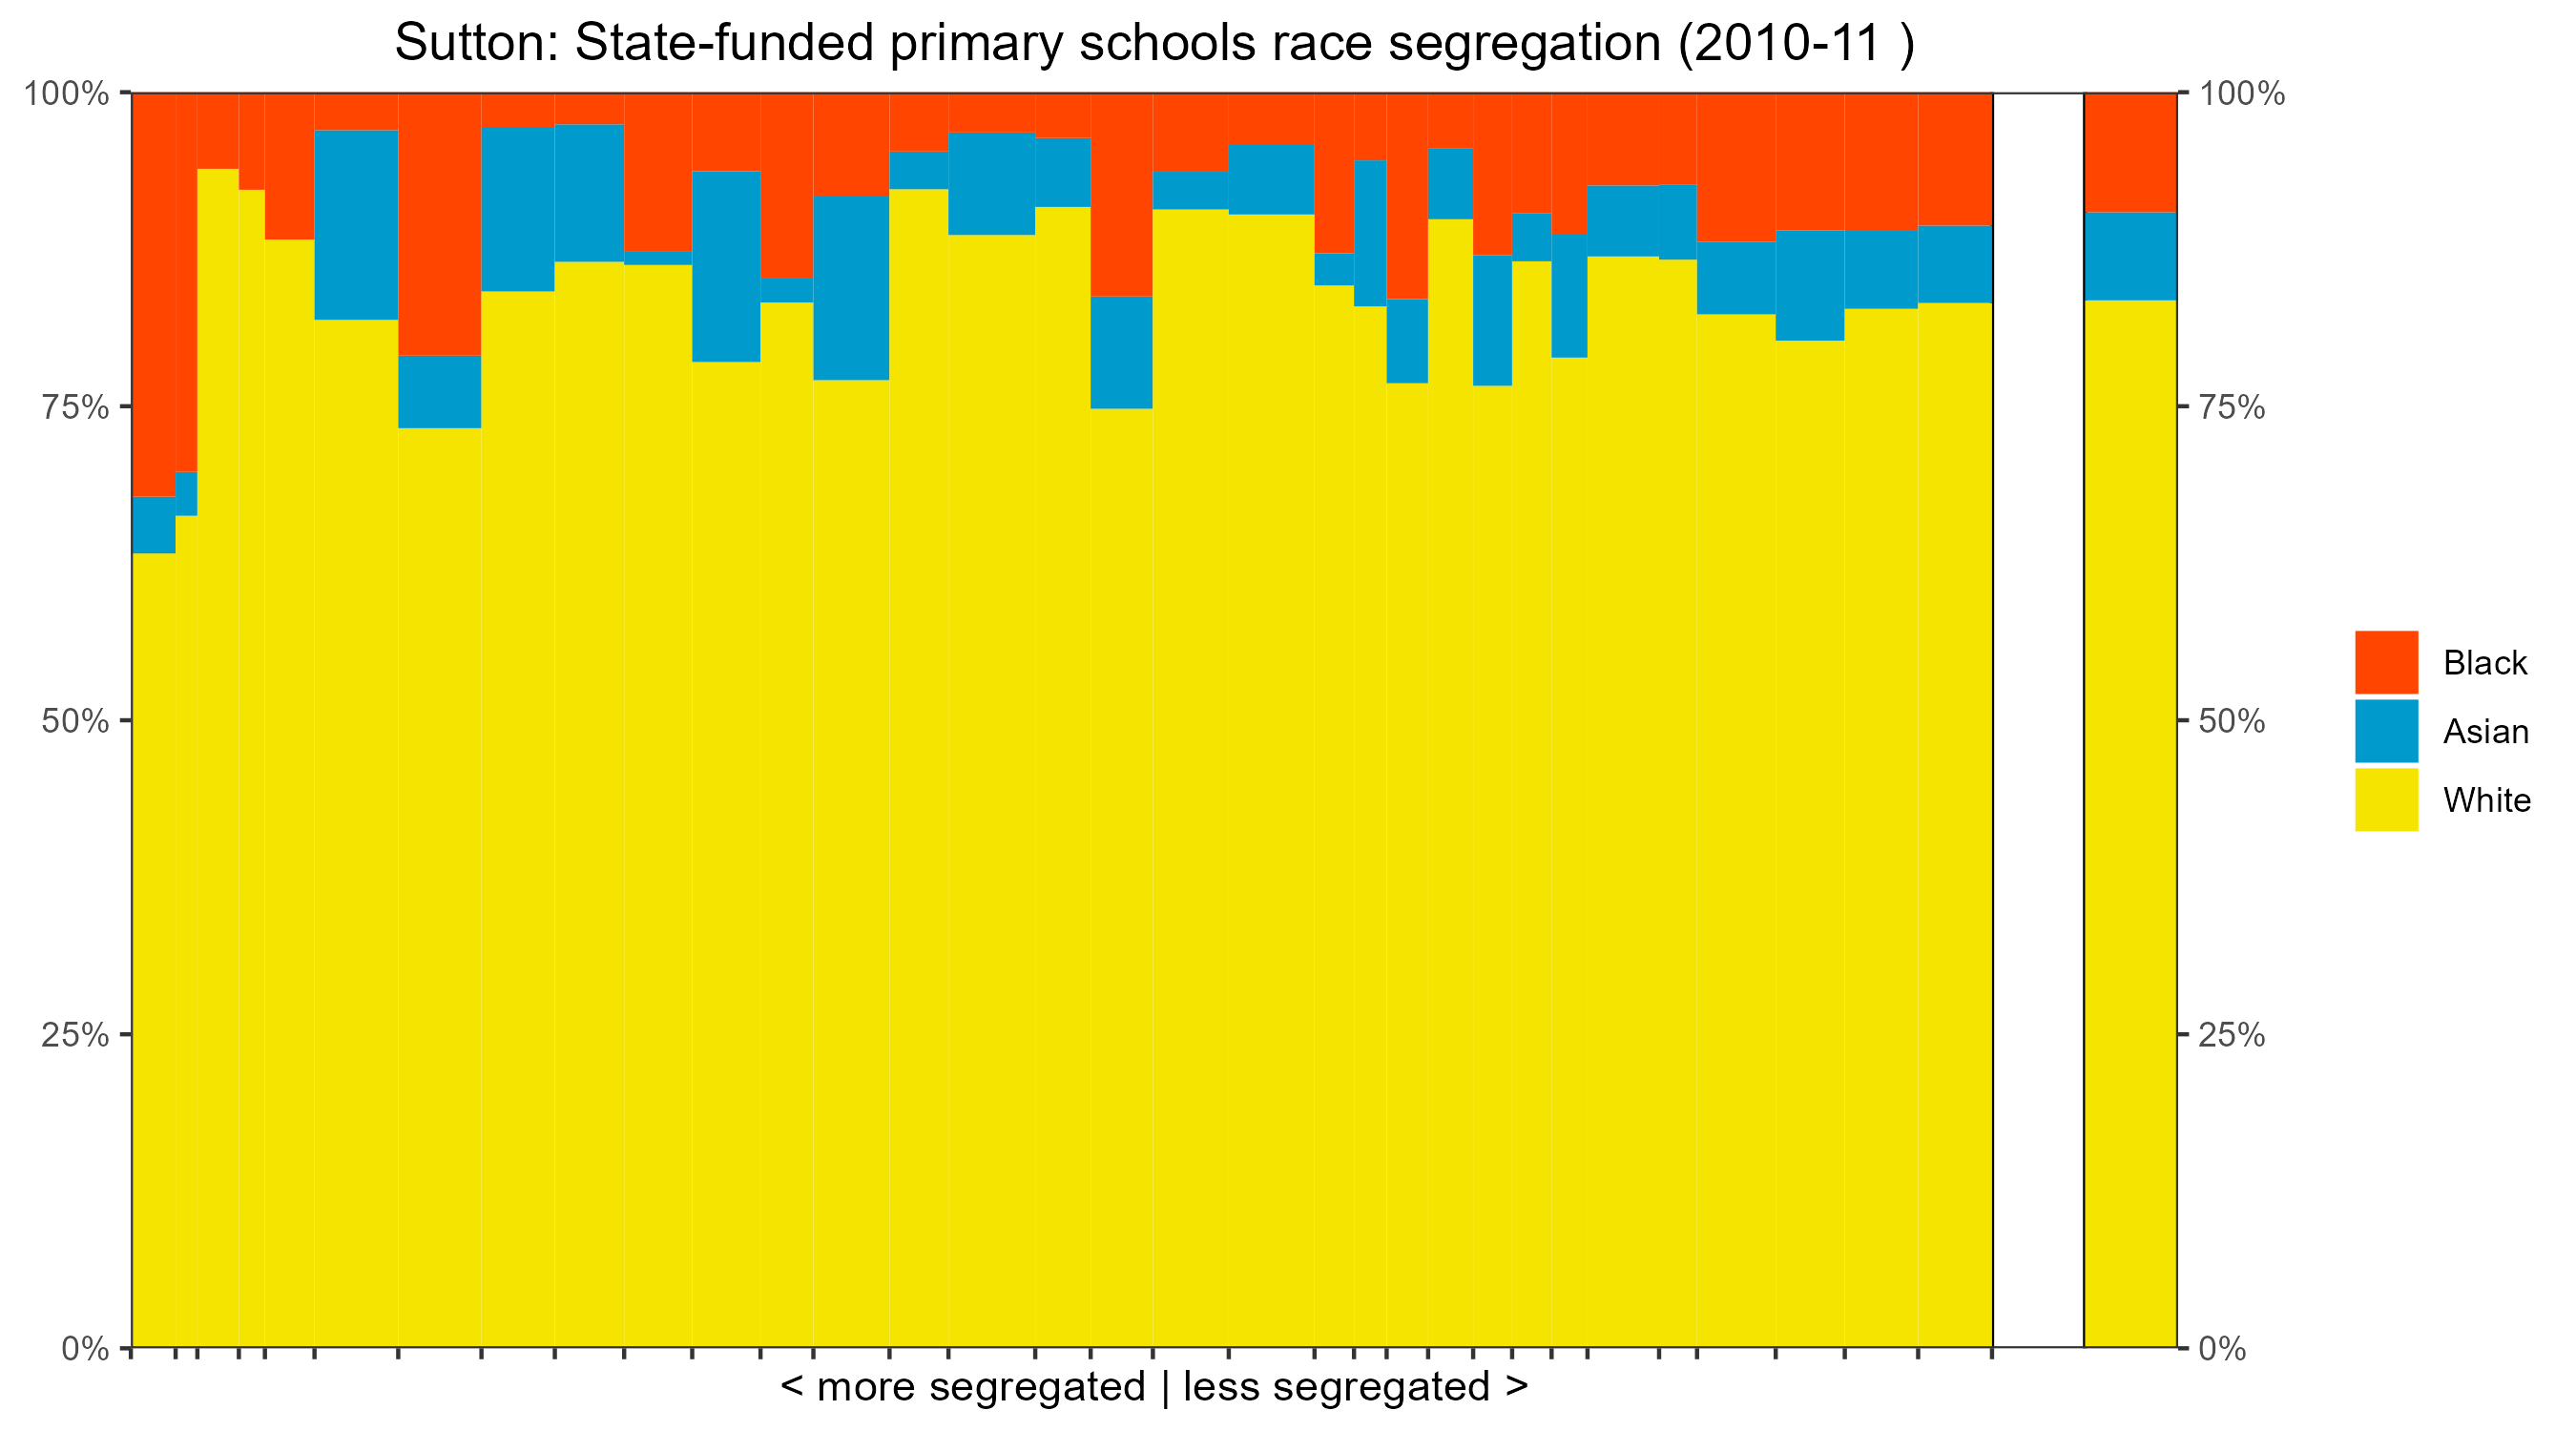 Sutton: State-funded primary schools race segregation (2010-11 )
100%
75%
50%
25%
0%
100%
75%
50%
25%
0%
Black
Asian
White
< more segregated | less segregated >